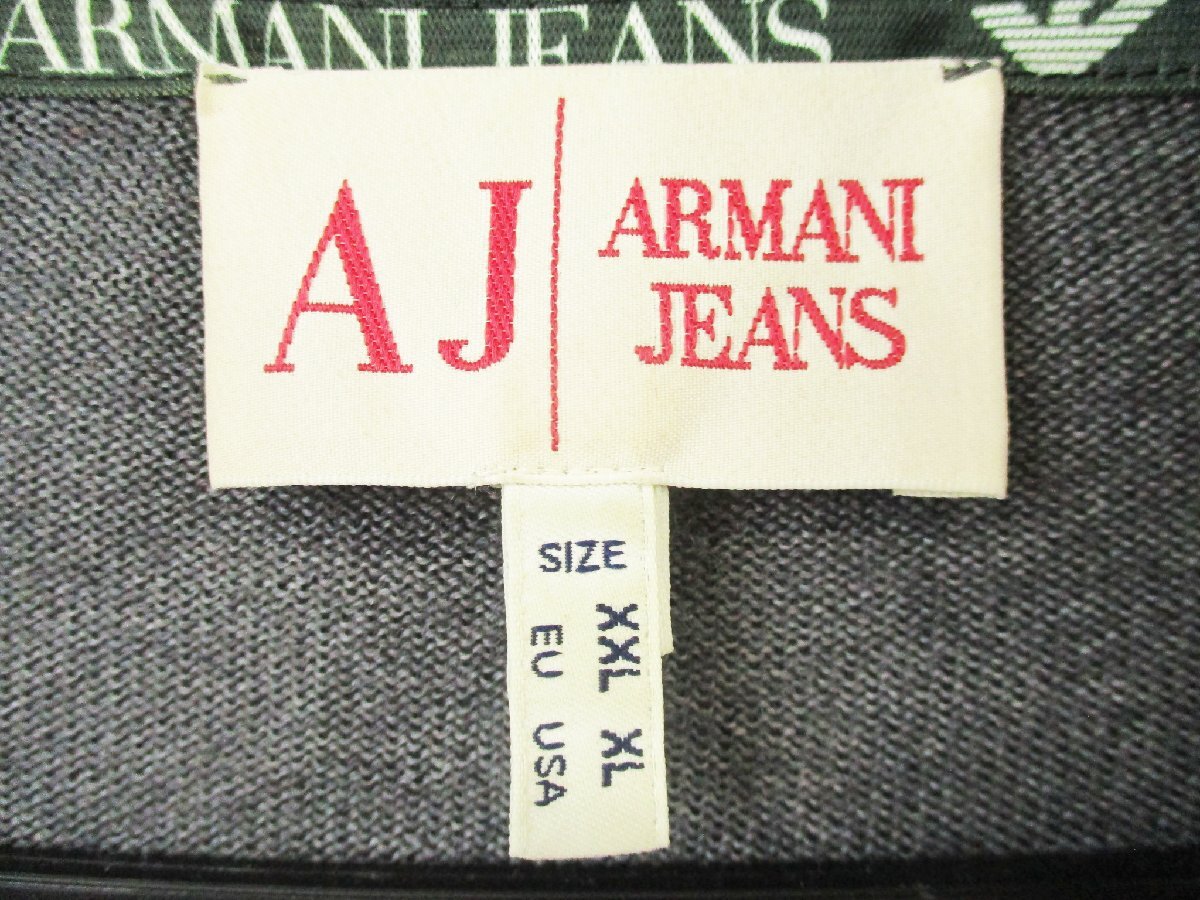 ARMANI JEANS
AJ
ARMANI
JEANS
SIZE
XXL XL
EU USA